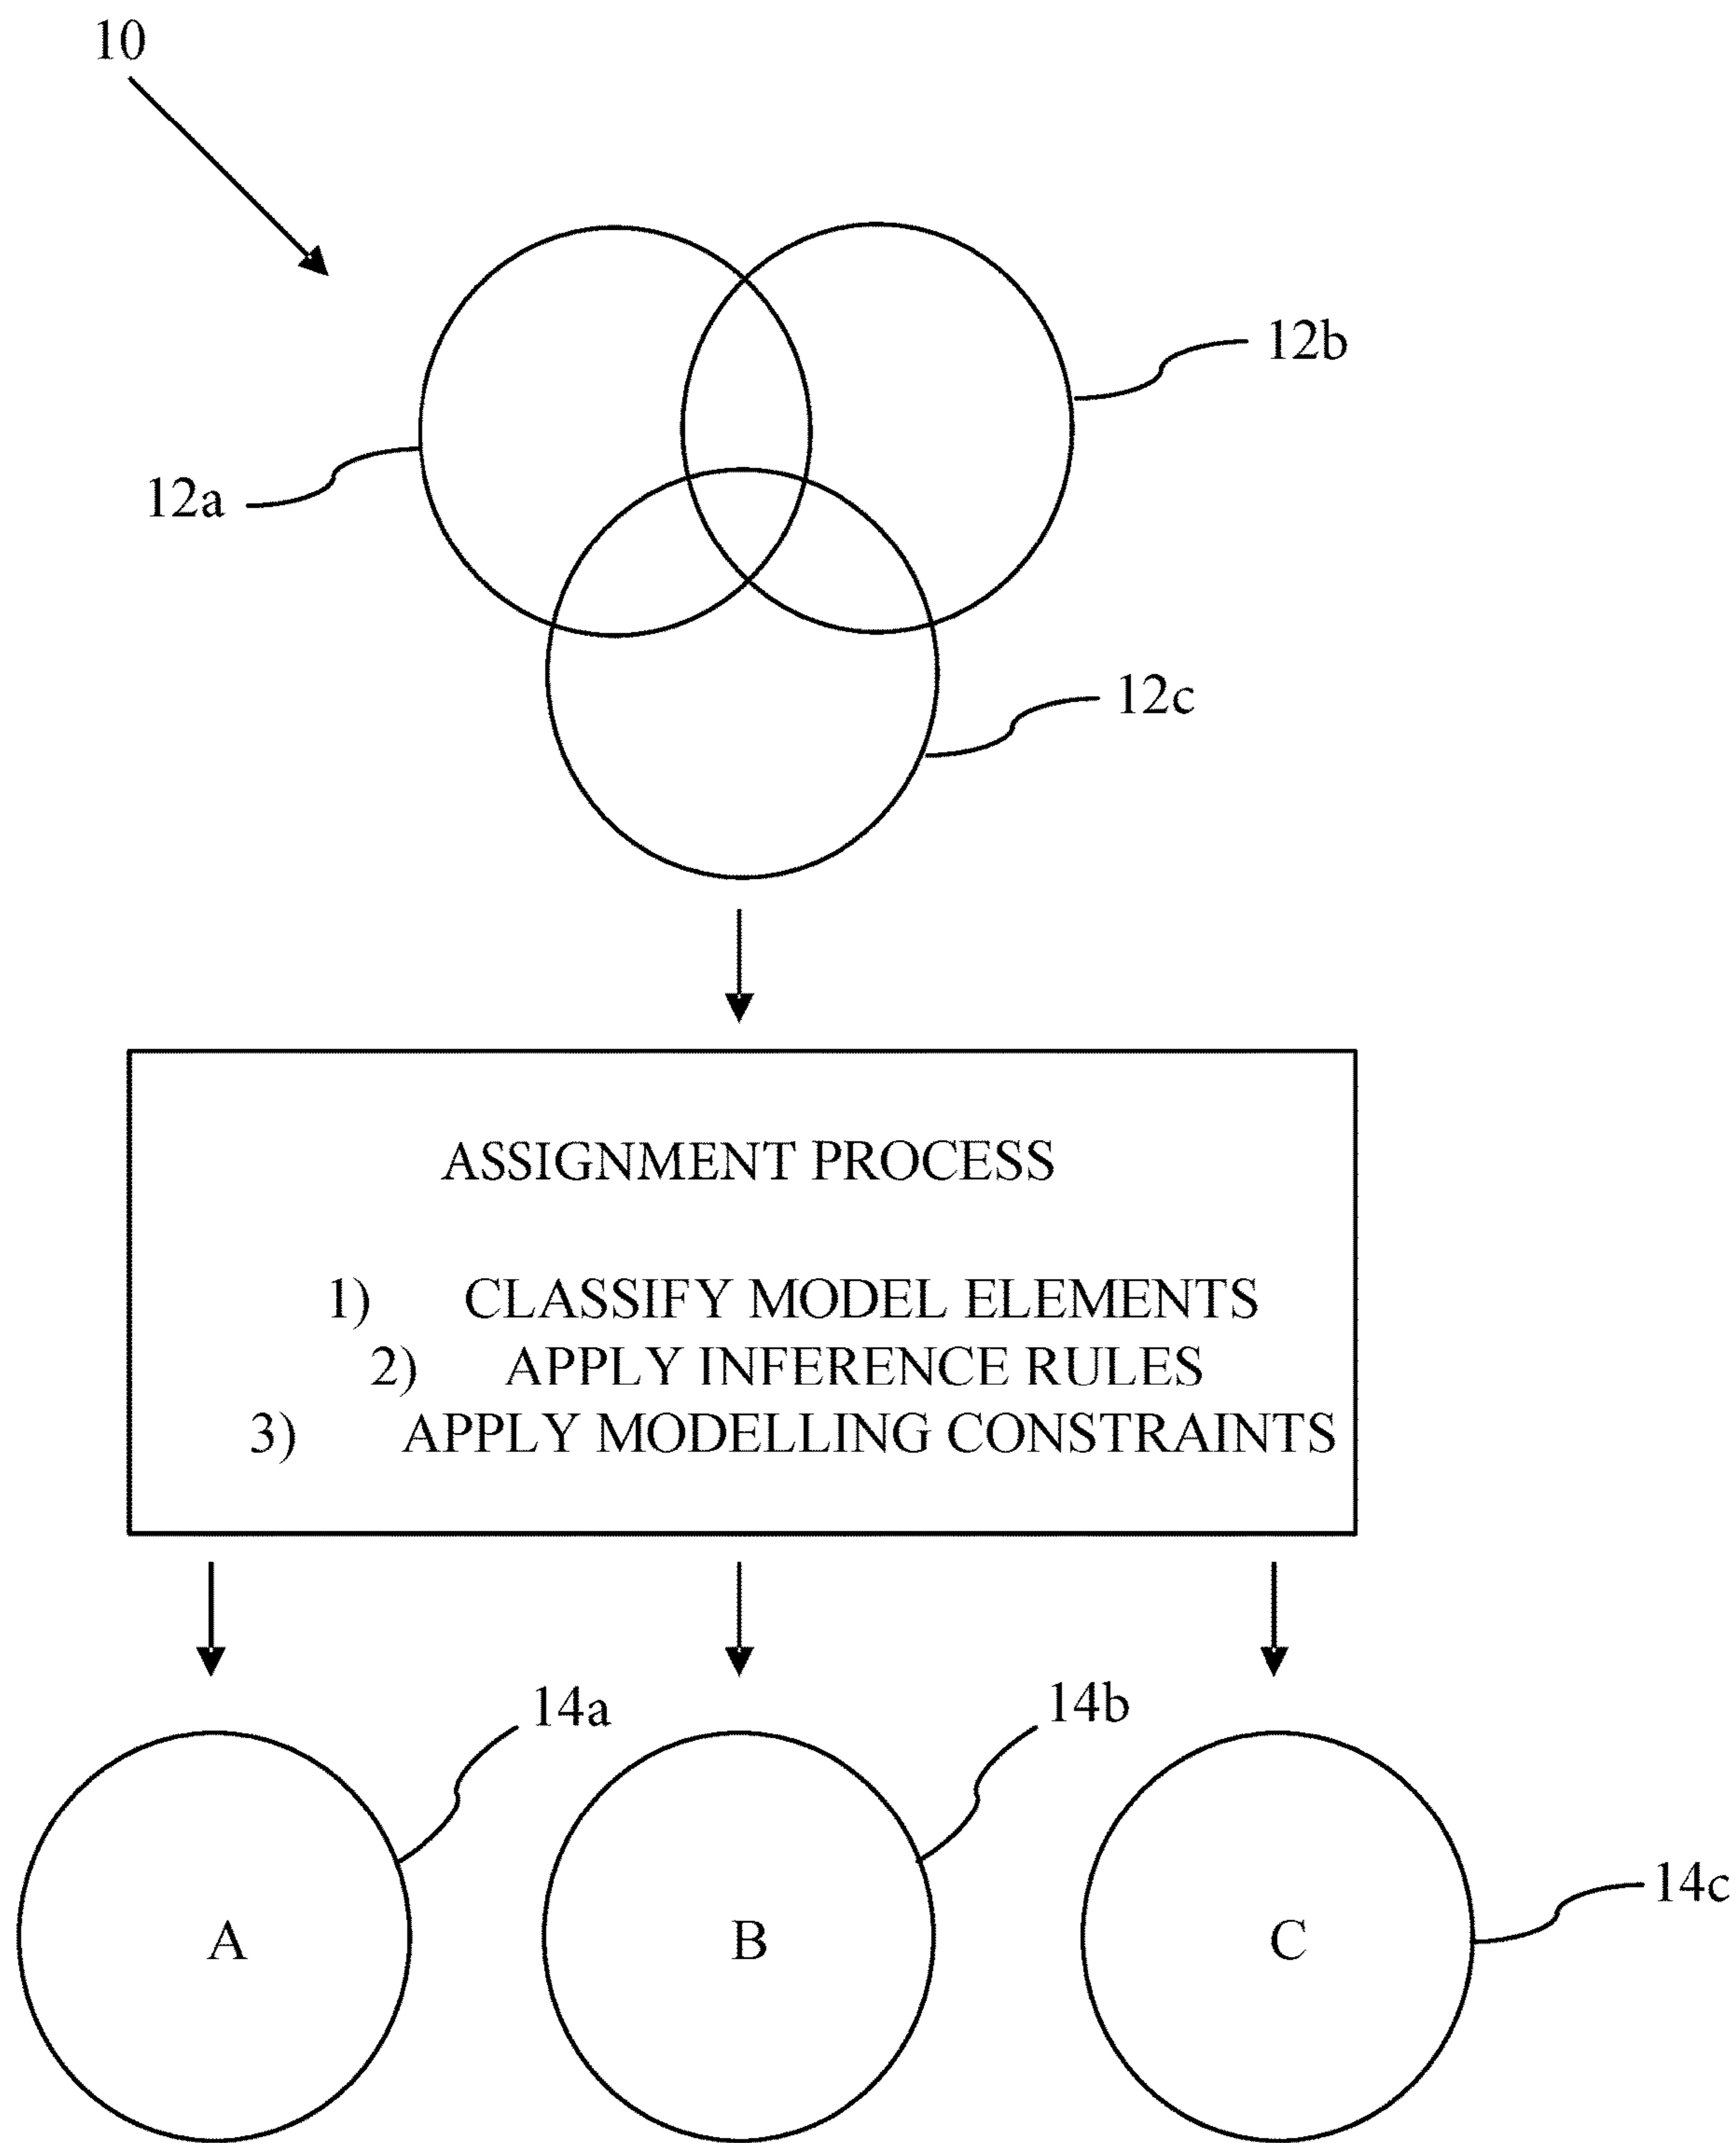 10
12b
12a
12c
ASSIGNMENT PROCESS
1) CLASSIFY MODEL ELEMENTS
2) APPLY INFERENCE RULES
3) APPLY MODELLING CONSTRAINTS
14a
14b
14c
A
B
C